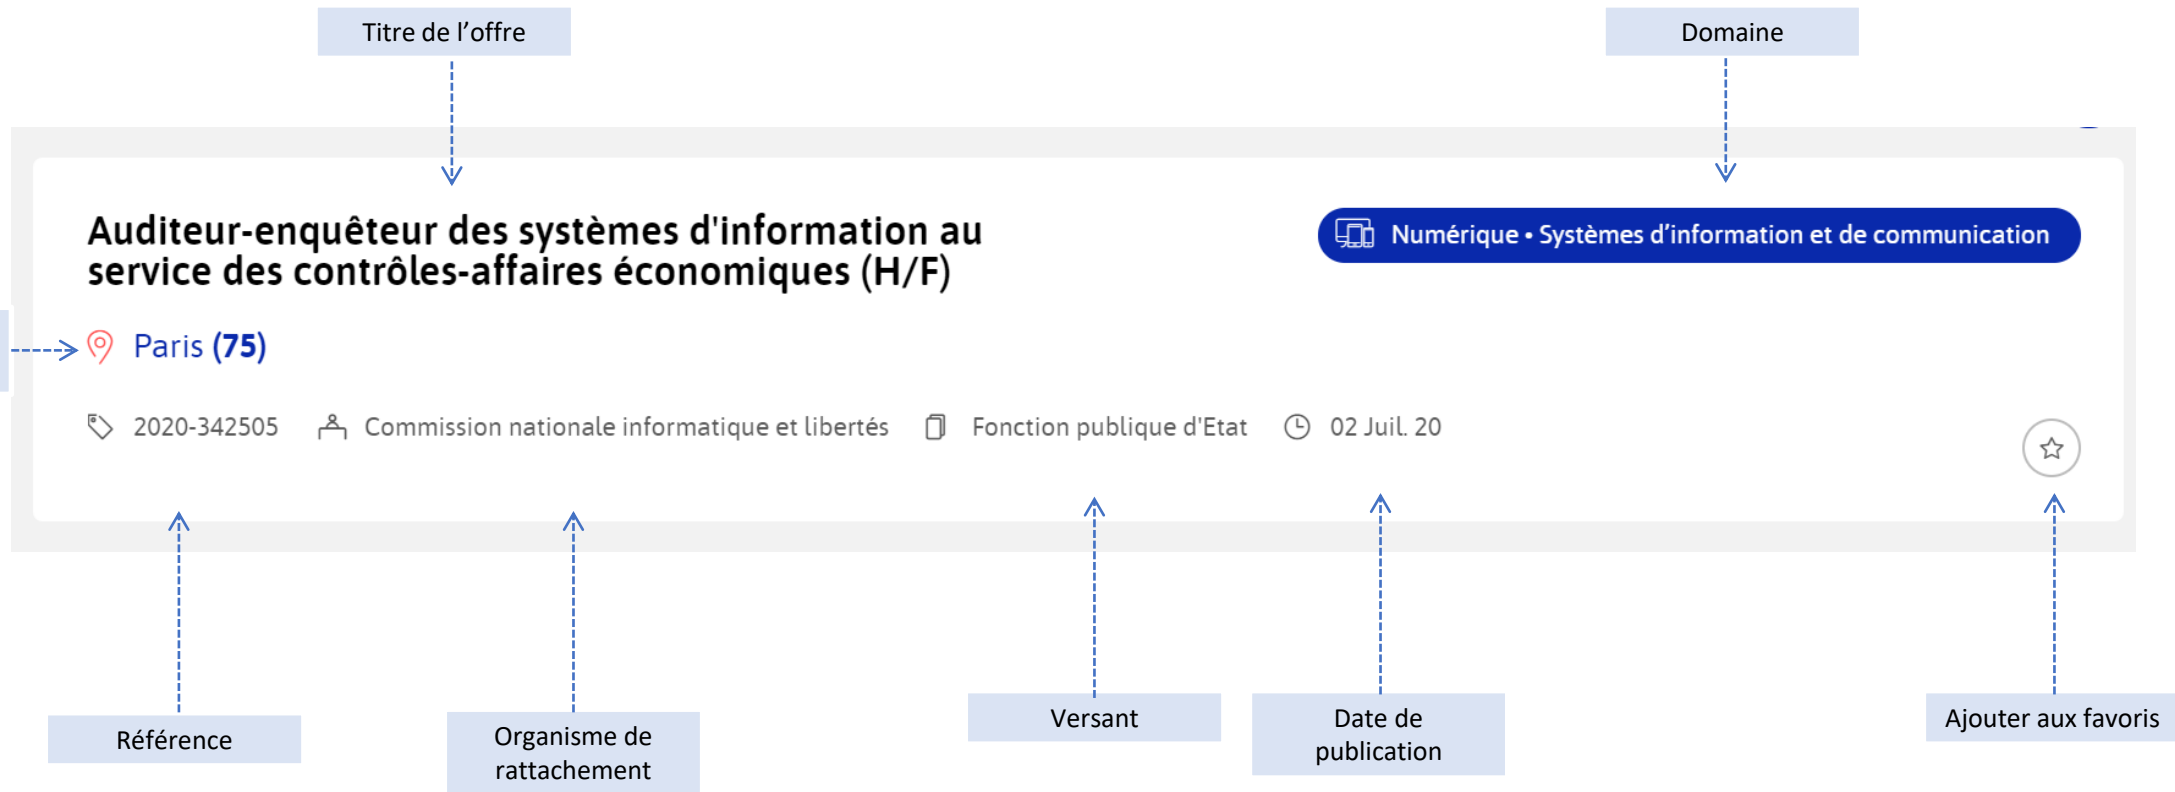 Titre de l’offre
Domaine
Auditeur-enquêteur des systèmes d'information au
service des contrôles-affaires économiques (H/F)
Numérique • Systèmes d’information et de communication
Paris (75)
2020-342505
Commission nationale informatique et libertés
Fonction publique d'Etat
02 Juil. 20
Référence
Organisme de
rattachement
Versant
Date de
publication
Ajouter aux favoris